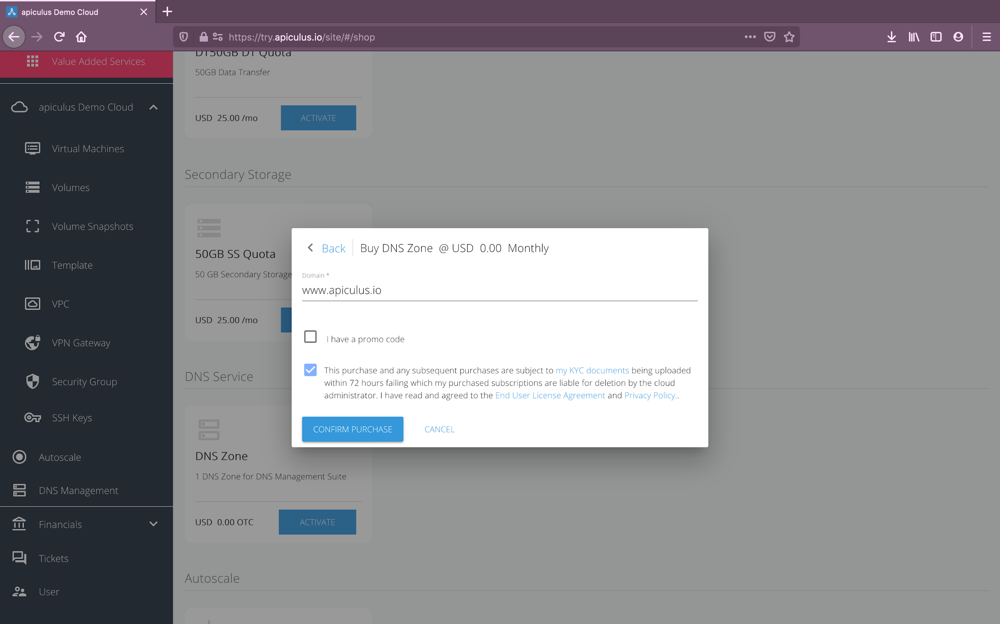 apiculus Demo Cloud
https://try.apiculus.io/site/#/shop
Value Added Services
apiculus Demo Cloud
Virtual Machines
Volumes
Volume Snapshots
Template
VPC
VPN Gateway
Security Group
SSH Keys
Autoscale
DNS Management
Financials
Tickets
User
DT50GB DT Quota
50GB Data Transfer
USD 25.00 /mo
ACTIVATE
Secondary Storage
50GB SS Quota
50 GB Secondary Storage
USD 25.00 /mo
DNS Service
DNS Zone
1 DNS Zone for DNS Management Suite
USD 0.00 OTC
ACTIVATE
Autoscale
Back
Buy DNS Zone @ USD 0.00 Monthly
Domain *
www.apiculus.io
I have a promo code
This purchase and any subsequent purchases are subject to my KYC documents being uploaded
within 72 hours failing which my purchased subscriptions are liable for deletion by the cloud
administrator. I have read and agreed to the End User License Agreement and Privacy Policy..
CONFIRM PURCHASE
CANCEL